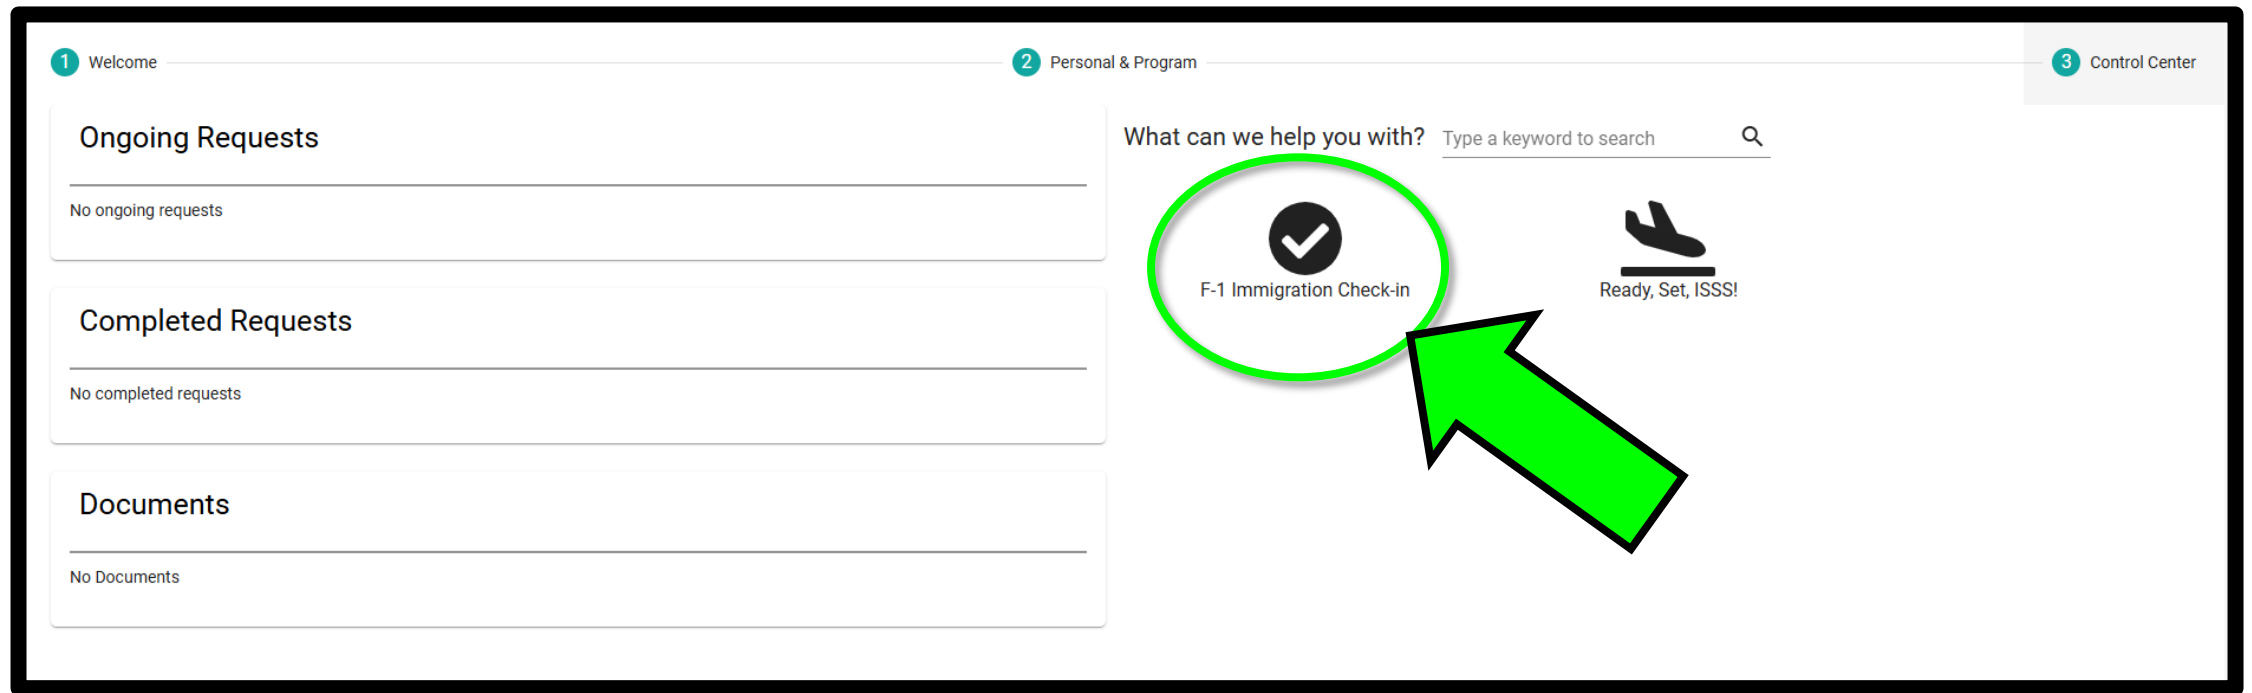 1 Welcome
2 Personal & Program
3 Control Center
Ongoing Requests
No ongoing requests
Completed Requests
No completed requests
Documents
No Documents
What can we help you with? Type a keyword to search
F-1 Immigration Check-in
Ready, Set, ISSS!